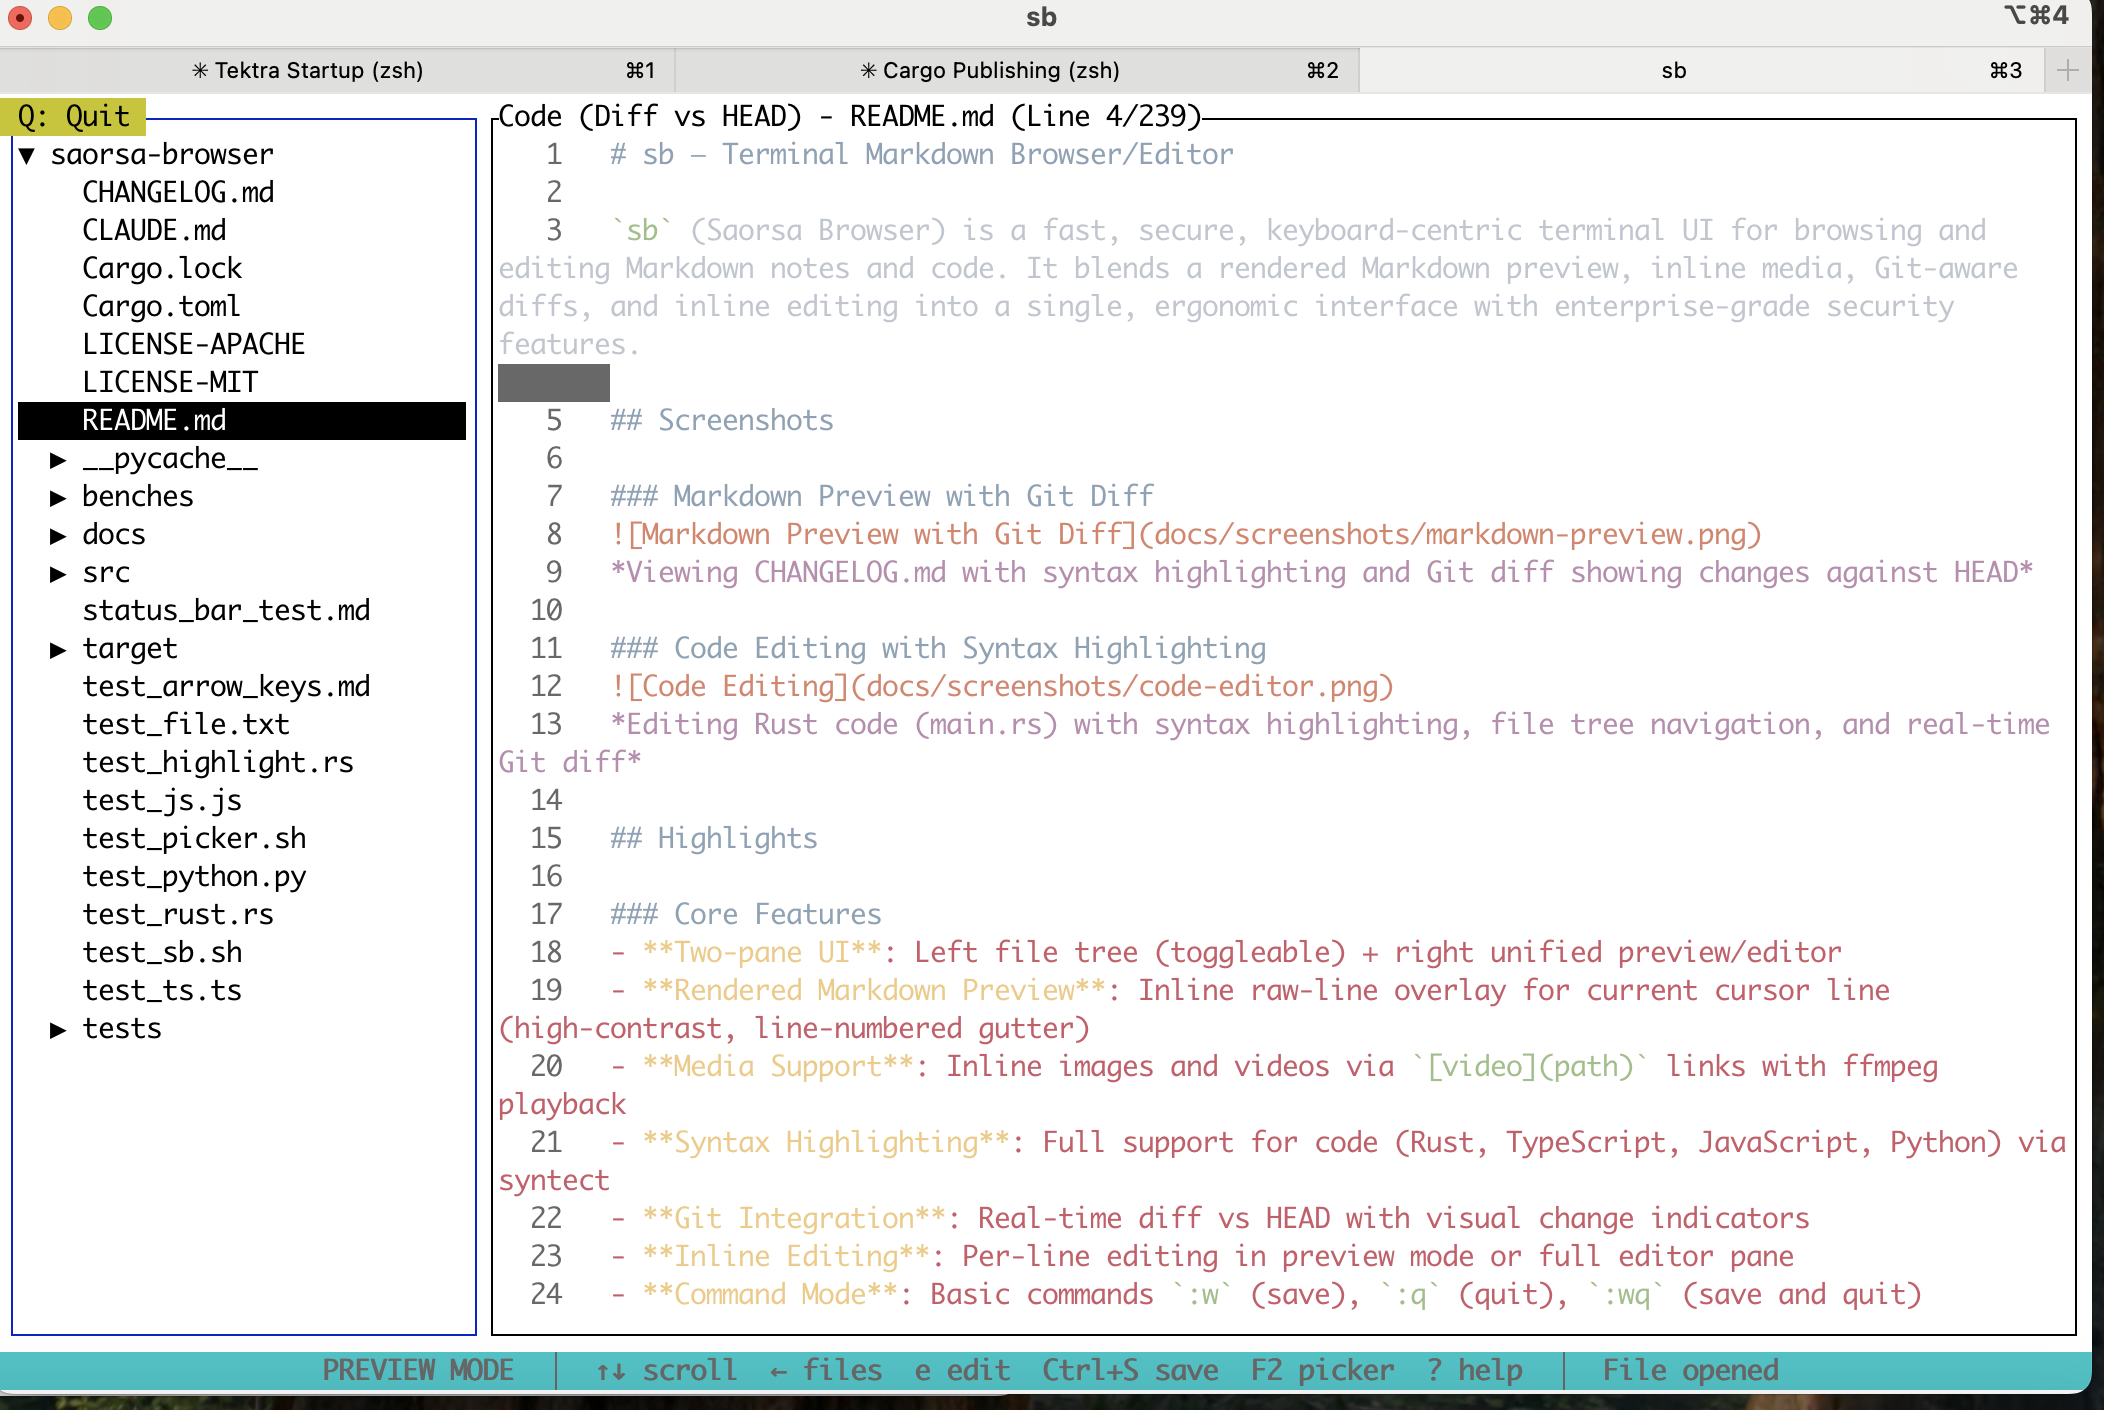 sb
⌥⌘4
✳ Tektra Startup (zsh) ⌘1
✳ Cargo Publishing (zsh) ⌘2
sb ⌘3
Q: Quit
▼ saorsa-browser
CHANGELOG.md
CLAUDE.md
Cargo.lock
Cargo.toml
LICENSE-APACHE
LICENSE-MIT
README.md
▶ __pycache__
▶ benches
▶ docs
▶ src
status_bar_test.md
▶ target
test_arrow_keys.md
test_file.txt
test_highlight.rs
test_js.js
test_picker.sh
test_python.py
test_rust.rs
test_sb.sh
test_ts.ts
▶ tests
Code (Diff vs HEAD) - README.md (Line 4/239)
1 # sb — Terminal Markdown Browser/Editor
2
3 `sb` (Saorsa Browser) is a fast, secure, keyboard-centric terminal UI for browsing and
editing Markdown notes and code. It blends a rendered Markdown preview, inline media, Git-aware
diffs, and inline editing into a single, ergonomic interface with enterprise-grade security
features.
5 ## Screenshots
6
7 ### Markdown Preview with Git Diff
8 ![Markdown Preview with Git Diff](docs/screenshots/markdown-preview.png)
9 *Viewing CHANGELOG.md with syntax highlighting and Git diff showing changes against HEAD*
10
11 ### Code Editing with Syntax Highlighting
12 ![Code Editing](docs/screenshots/code-editor.png)
13 *Editing Rust code (main.rs) with syntax highlighting, file tree navigation, and real-time
Git diff*
14
15 ## Highlights
16
17 ### Core Features
18 - **Two-pane UI**: Left file tree (toggleable) + right unified preview/editor
19 - **Rendered Markdown Preview**: Inline raw-line overlay for current cursor line
(high-contrast, line-numbered gutter)
20 - **Media Support**: Inline images and videos via `[video](path)` links with ffmpeg
playback
21 - **Syntax Highlighting**: Full support for code (Rust, TypeScript, JavaScript, Python) via
syntect
22 - **Git Integration**: Real-time diff vs HEAD with visual change indicators
23 - **Inline Editing**: Per-line editing in preview mode or full editor pane
24 - **Command Mode**: Basic commands `:w` (save), `:q` (quit), `:wq` (save and quit)
PREVIEW MODE │ ↑↓ scroll ← files e edit Ctrl+S save F2 picker ? help │ File opened